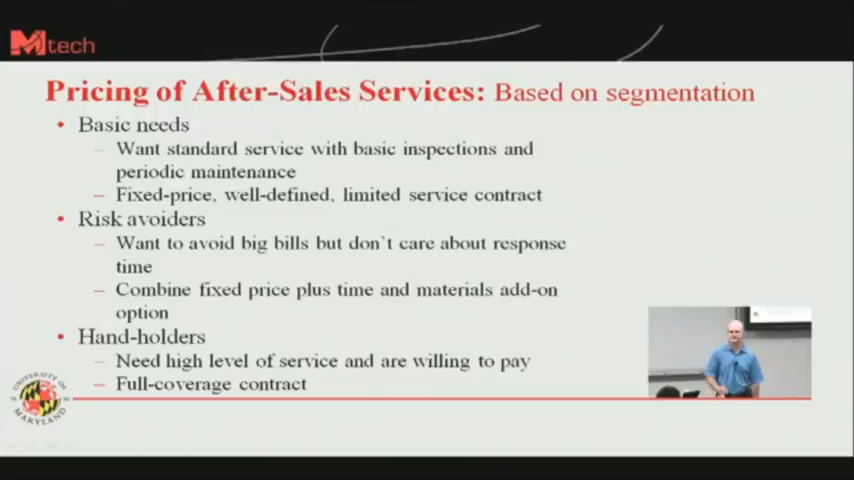 Mtech
Pricing of After-Sales Services: Based on segmentation
• Basic needs
– Want standard service with basic inspections and
periodic maintenance
– Fixed-price, well-defined, limited service contract
• Risk avoiders
– Want to avoid big bills but don`t care about response
time
– Combine fixed price plus time and materials add-on
option
• Hand-holders
– Need high level of service and are willing to pay
– Full-coverage contract
UNIVERSITY OF
MARYLAND